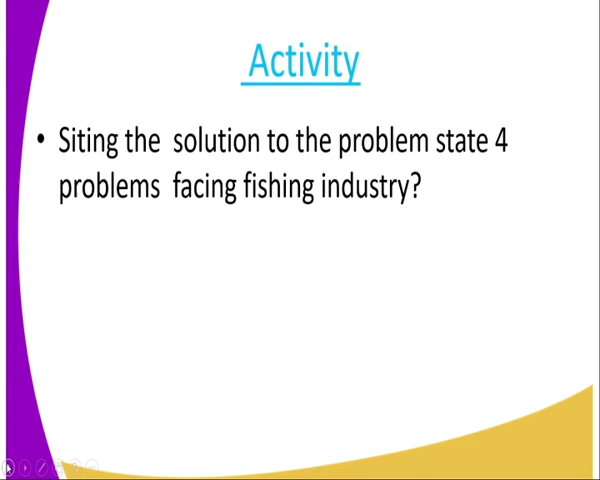 Activity
• Siting the solution to the problem state 4
problems facing fishing industry?